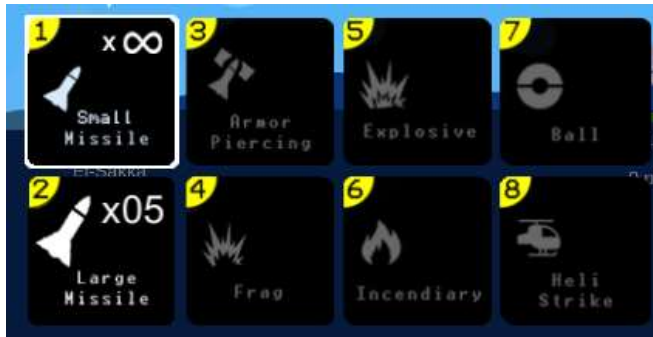 1
x ∞
Small
Missile
3
Armor
Piercing
5
Explosive
7
Ball
El-Sakka
2
x05
Large
Missile
4
Frag
6
Incendiary
8
Heli
Strike